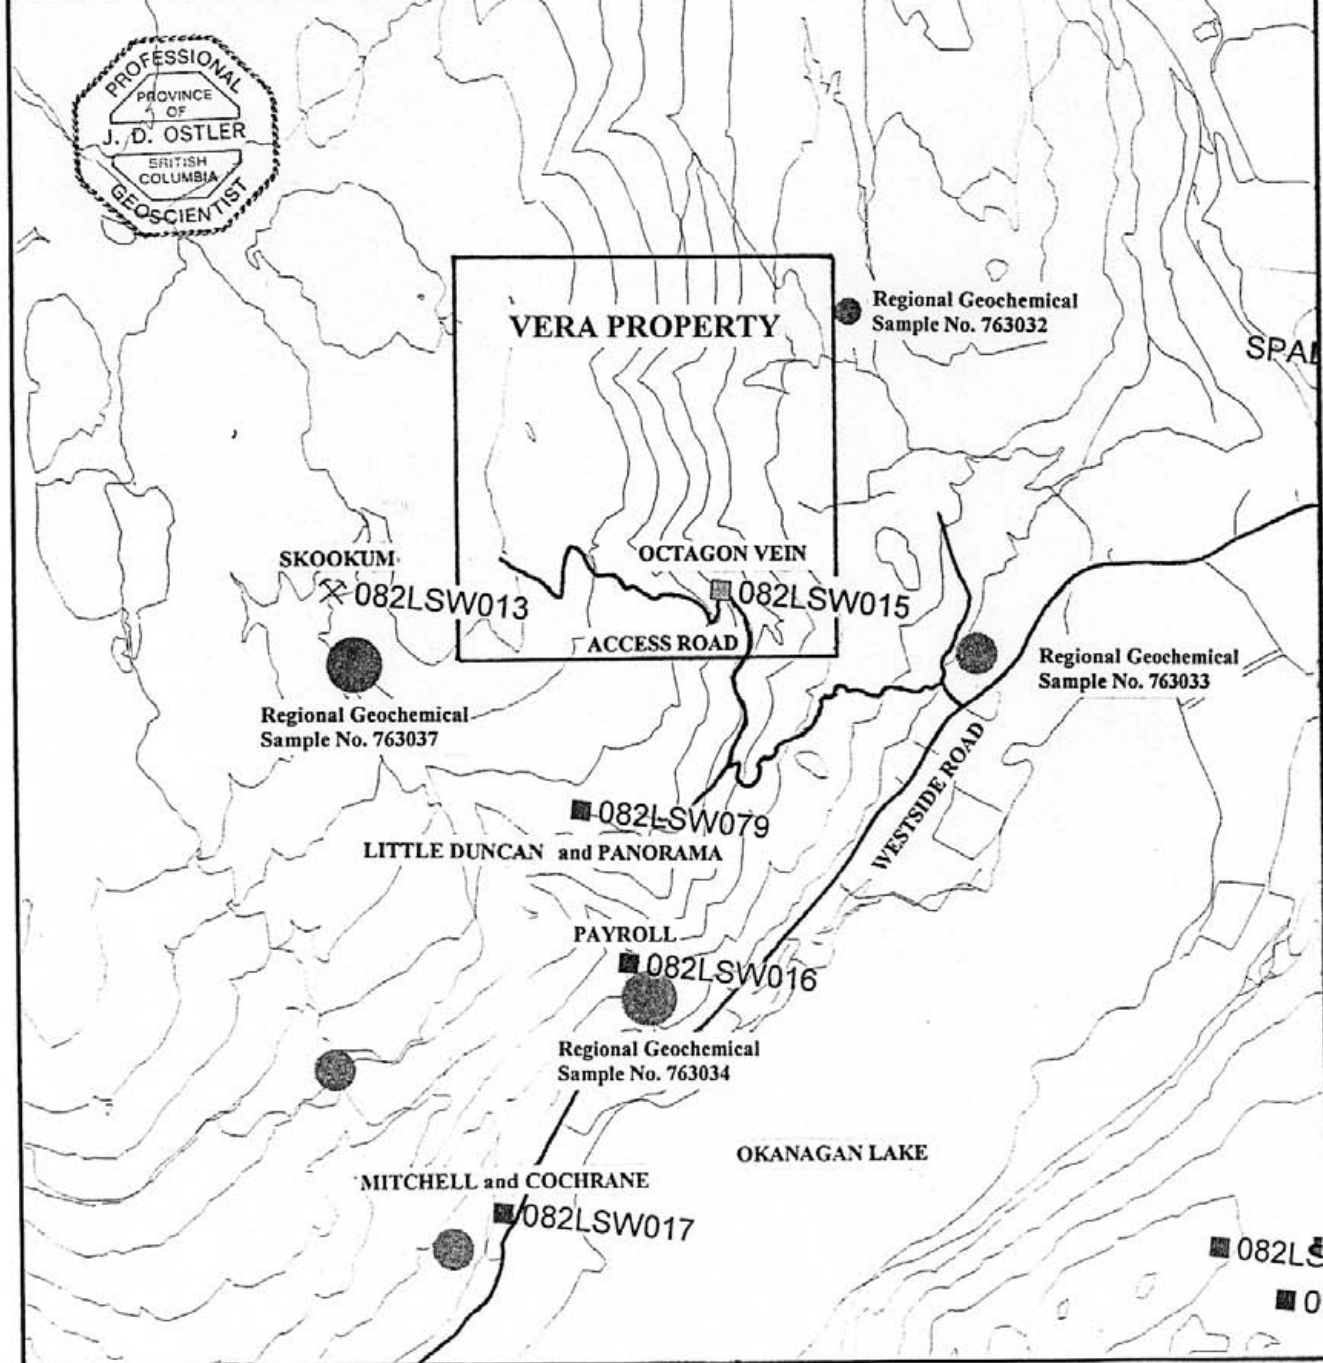 PROFESSIONAL
PROVINCE
OF
J. D. OSTLER
BRITISH
COLUMBIA
GEOSCIENTIST
Regional Geochemical
Sample No. 763032
VERA PROPERTY
SKOOKUM
082LSW013
OCTAGON VEIN
082LSW015
ACCESS ROAD
Regional Geochemical
Sample No. 763033
Regional Geochemical
Sample No. 763037
WESTSIDE ROAD
082LSW079
LITTLE DUNCAN and PANORAMA
PAYROLL
082LSW016
Regional Geochemical
Sample No. 763034
OKANAGAN LAKE
MITCHELL and COCHRANE
082LSW017